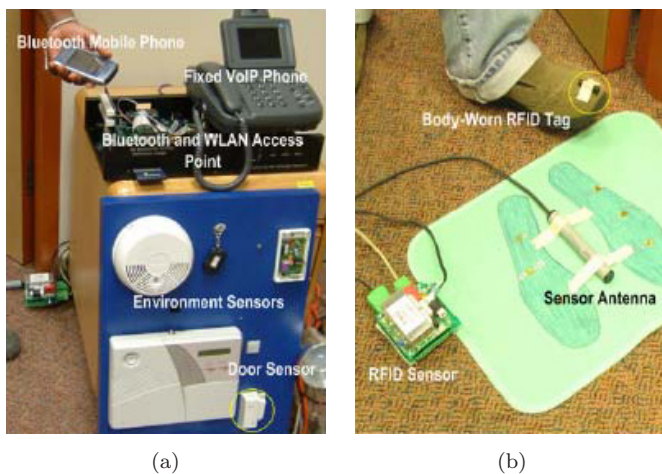 Bluetooth Mobile Phone
Fixed VoIP Phone
Bluetooth and WLAN Access
Point
Environment Sensors
Door Sensor
(a)
Body-Worn RFID Tag
Sensor Antenna
RFID Sensor
(b)